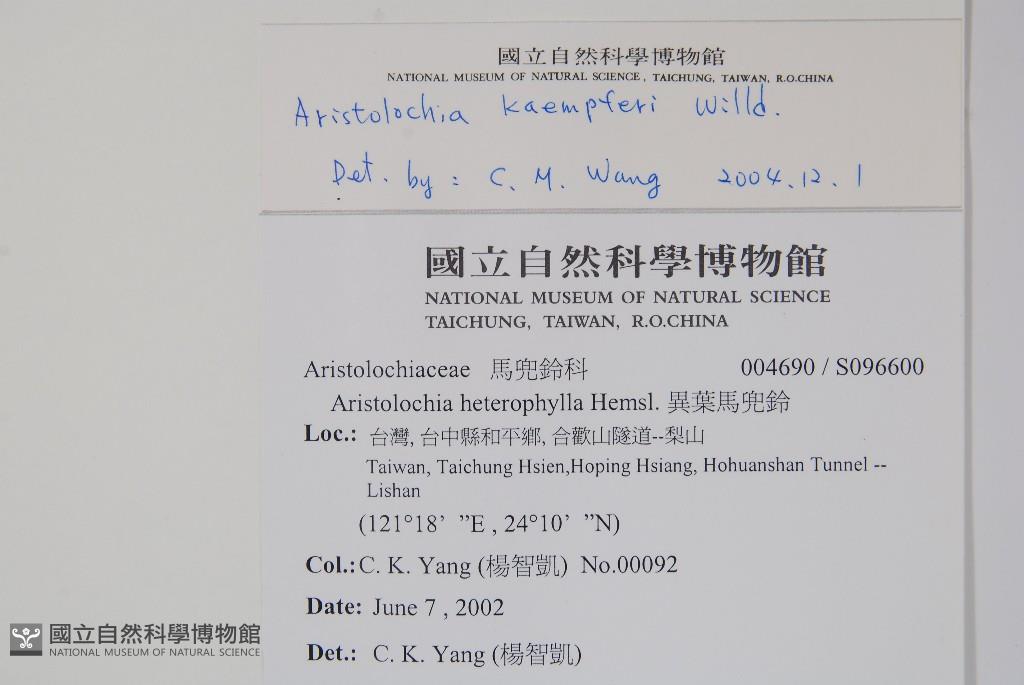 國立自然科學博物館
NATIONAL MUSEUM OF NATURAL SCIENCE, TAICHUNG, TAIWAN, R.O.CHINA
Aristolochia kaempferi Willd.
Det. by : C. M. Wang 2004.12.1
國立自然科學博物館
NATIONAL MUSEUM OF NATURAL SCIENCE
TAICHUNG, TAIWAN, R.O.CHINA
Aristolochiaceae 馬兜鈴科 004690 / S096600
Aristolochia heterophylla Hemsl. 異葉馬兜鈴
Loc.: 台灣, 台中縣和平鄉, 合歡山隧道--梨山
Taiwan, Taichung Hsien,Hoping Hsiang, Hohuanshan Tunnel --
Lishan
(121°18’ ”E , 24°10’ ”N)
Col.: C. K. Yang (楊智凱) No.00092
Date: June 7 , 2002
Det.: C. K. Yang (楊智凱)
國立自然科學博物館
NATIONAL MUSEUM OF NATURAL SCIENCE